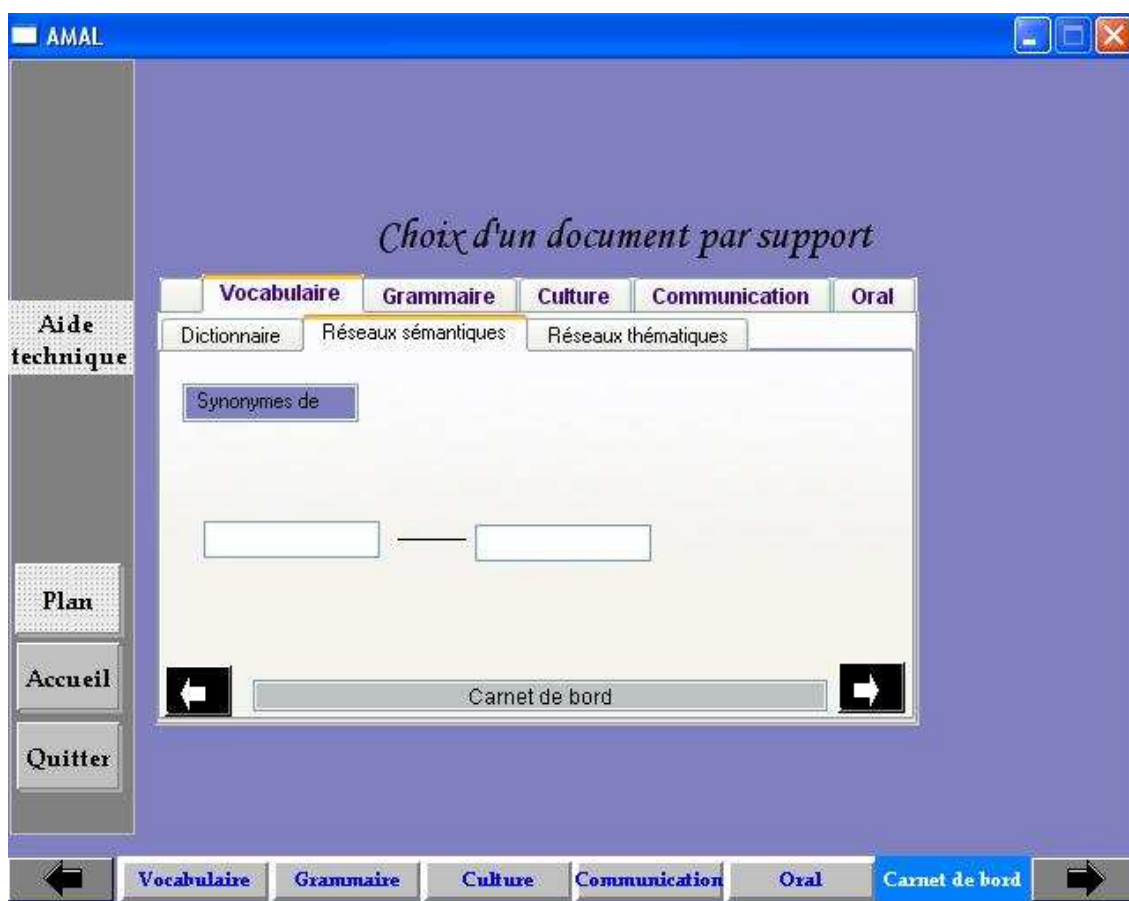 AMAL
Choix d'un document par support
Vocabulaire Grammaire Culture Communication Oral
Dictionnaire Réseaux sémantiques Réseaux thématiques
Aide
technique
Synonymes de
Plan
Accueil
Carnet de bord
Quitter
Vocabulaire Grammaire Culture Communication Oral Carnet de bord